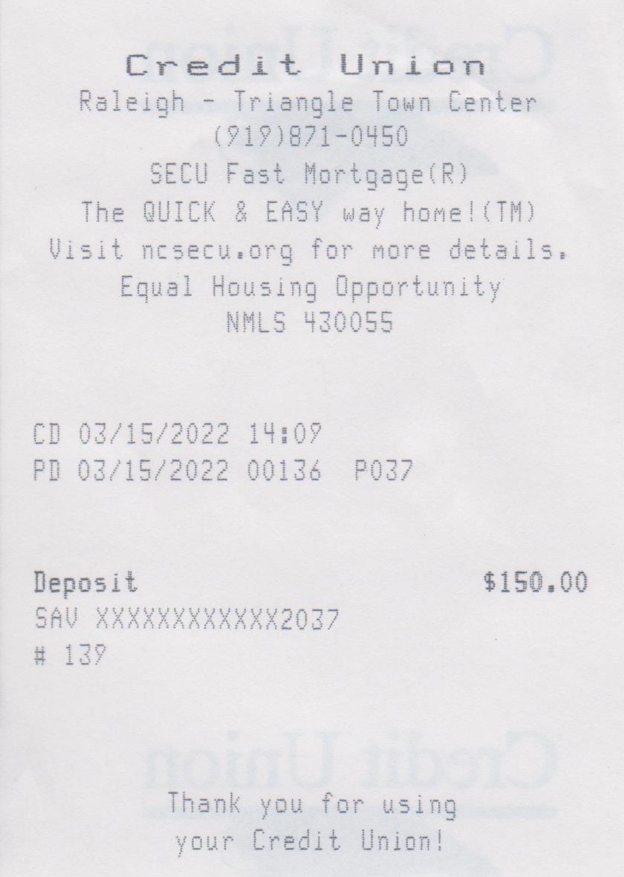 Credit Union
Raleigh - Triangle Town Center
(919)871-0450
SECU Fast Mortgage(R)
The QUICK & EASY way home!(TM)
Visit ncsecu.org for more details.
Equal Housing Opportunity
NMLS 430055
CD 03/15/2022 14:09
PD 03/15/2022 00136 P037
Deposit $150.00
SAV XXXXXXXXXXXX2037
# 139
Thank you for using
your Credit Union!